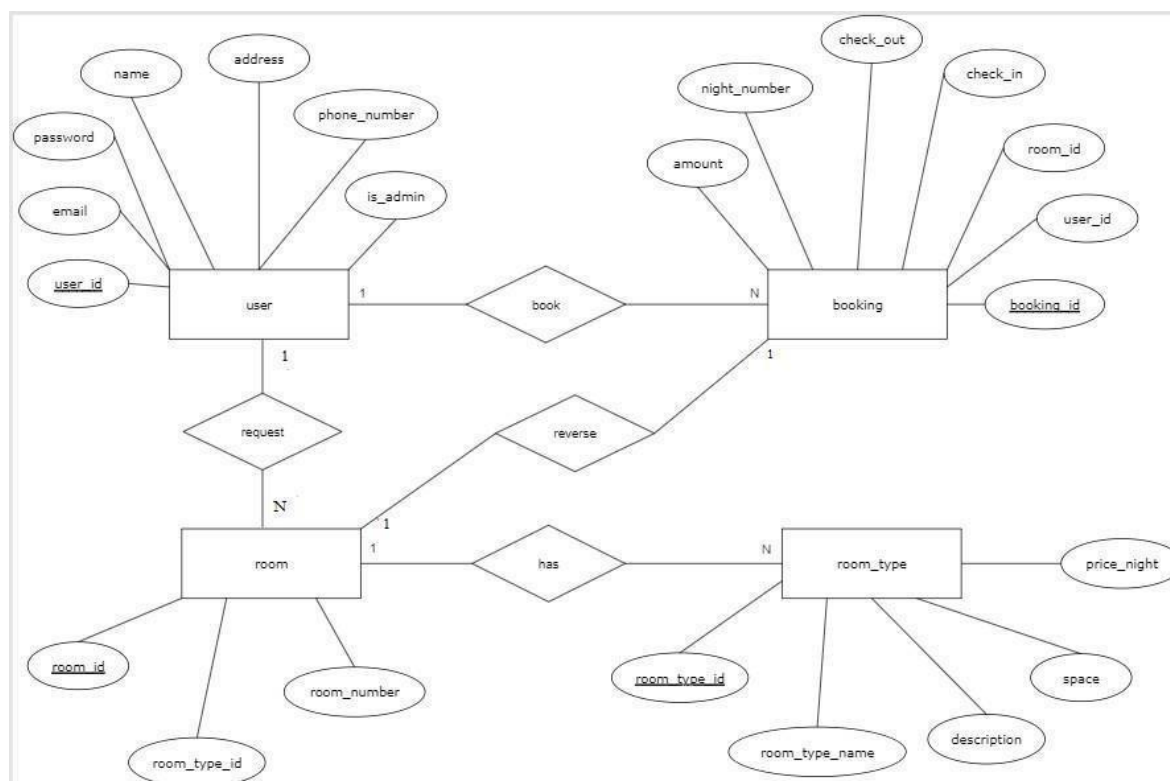 check_out
address
name
check_in
night_number
phone_number
password
room_id
amount
is_admin
email
user_id
user_id
user
1
book
N
booking
booking_id
1
1
request
reverse
N
1
1
room
has
N
room_type
price_night
room_id
room_number
room_type_id
space
description
room_type_name
room_type_id